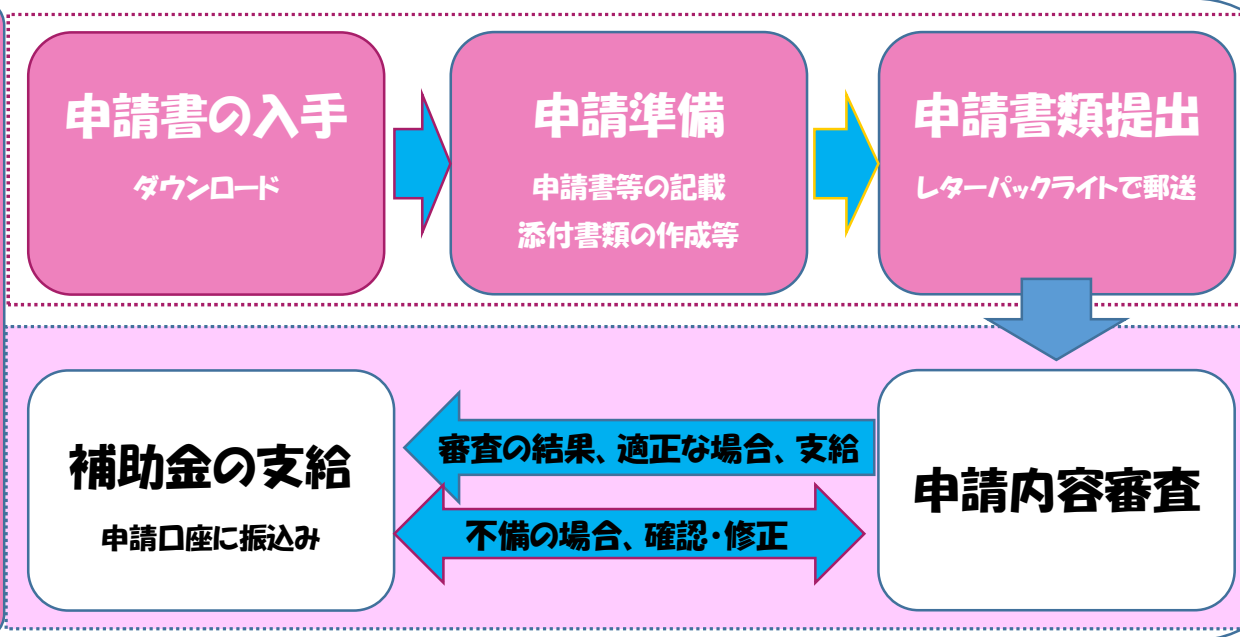 申請書の入手
ダウンロード
申請準備
申請書等の記載
添付書類の作成等
申請書類提出
レターパックライトで郵送
補助金の支給
申請口座に振込み
審査の結果、適正な場合、支給
不備の場合、確認・修正
申請内容審査